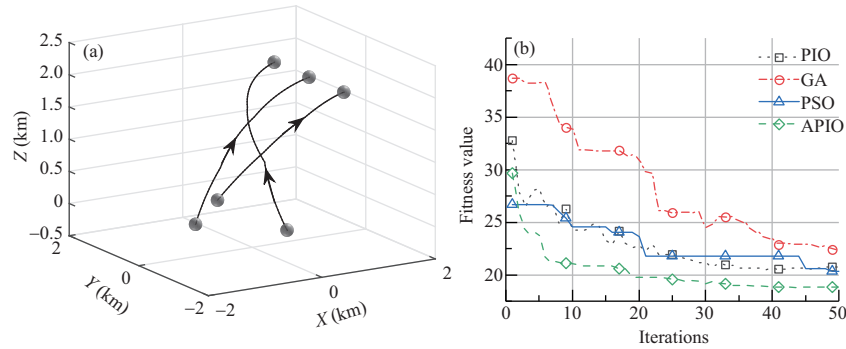 (a)
2.5
2.0
1.5
1.0
0.5
0
−0.5
Z (km)
2
0
−2
Y (km)
−2
0
2
X (km)
(b)
PIO
GA
PSO
APIO
40
35
30
25
20
Fitness value
0 10 20 30 40 50
Iterations